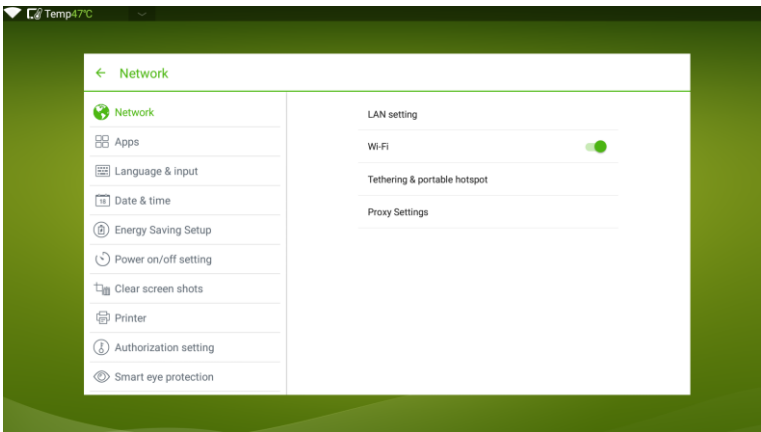 Temp47°C
Network
Network
Apps
Language & input
18 Date & time
Energy Saving Setup
Power on/off setting
Clear screen shots
Printer
Authorization setting
Smart eye protection
LAN setting
Wi-Fi
Tethering & portable hotspot
Proxy Settings